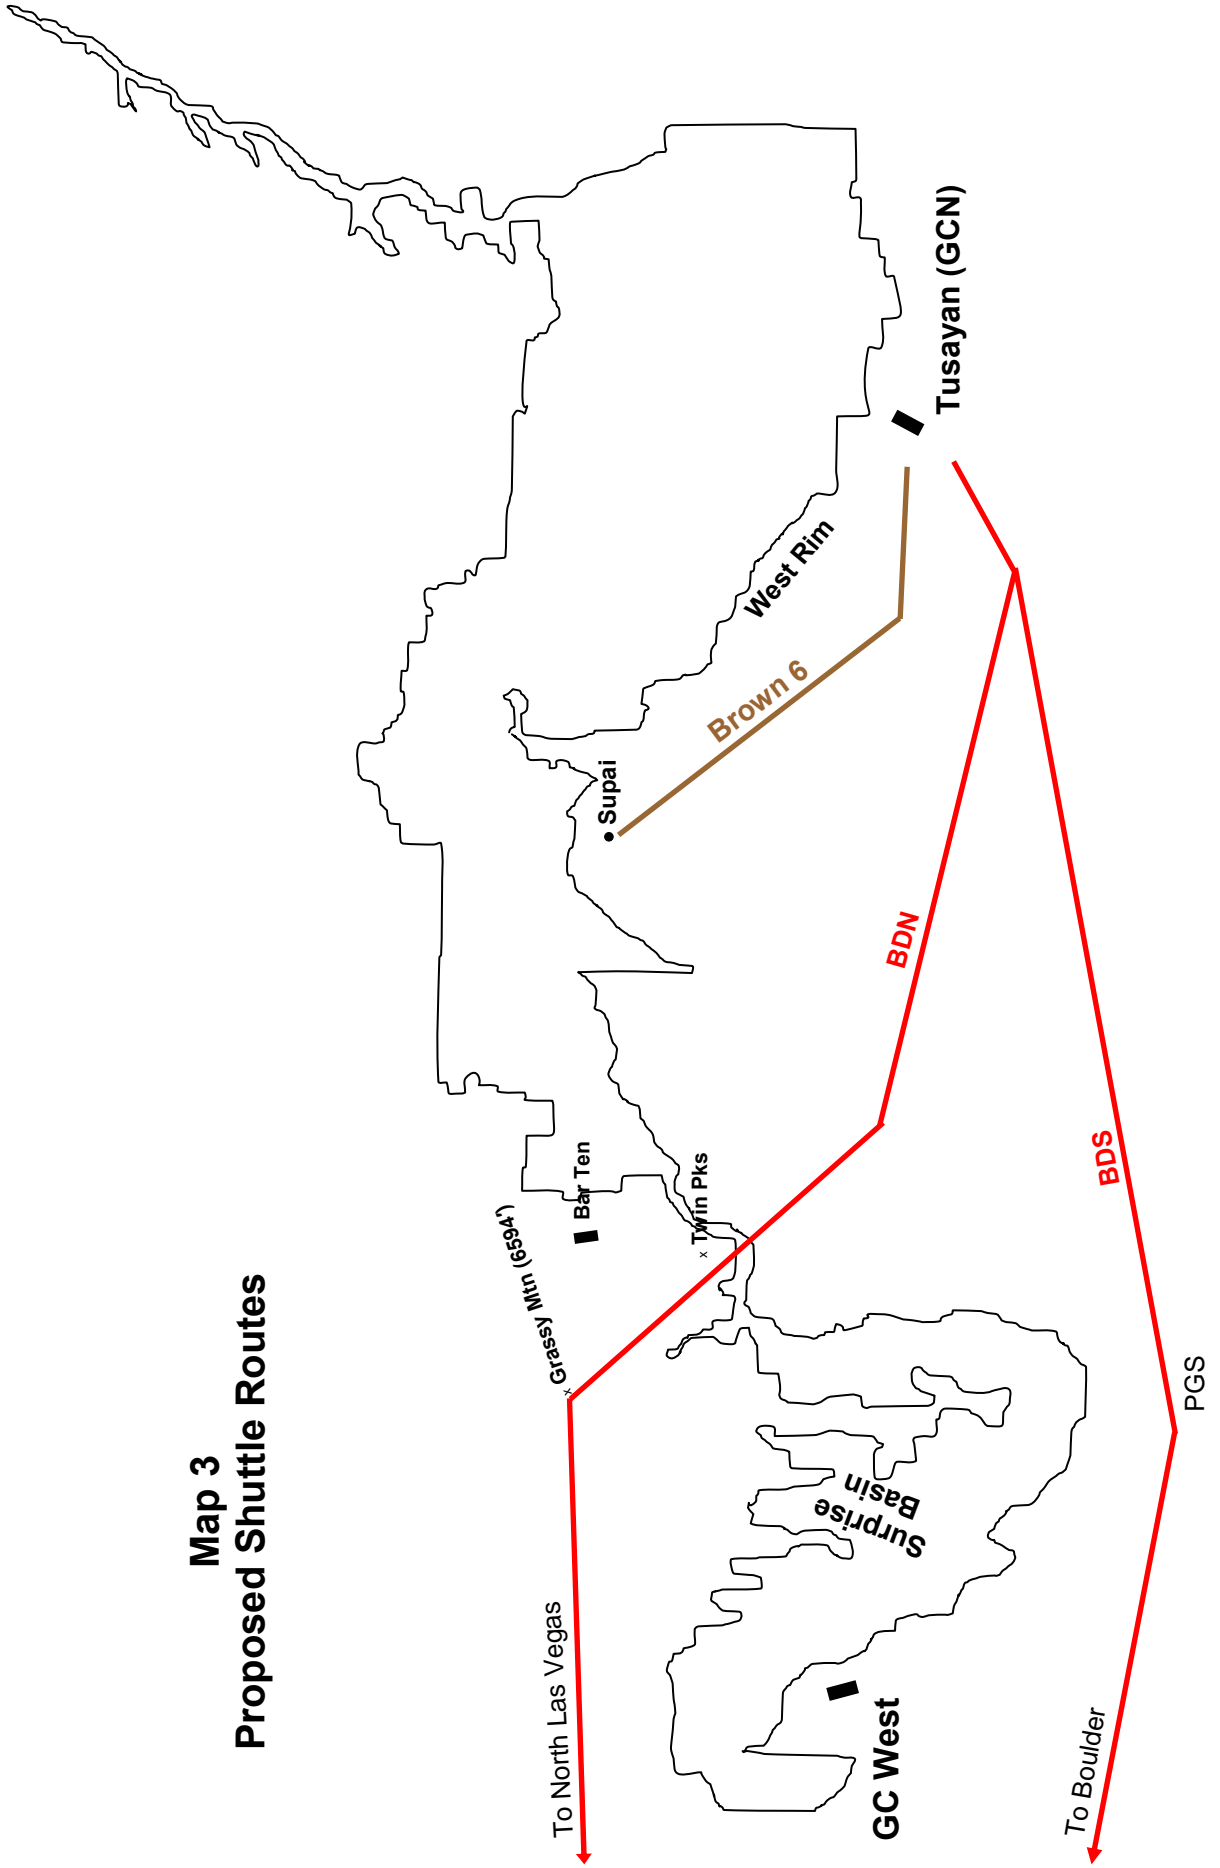 Map 3
Proposed Shuttle Routes
To North Las Vegas
Grassy Mtn (6594')
x
Bar Ten
x Twin Pks
Supai
West Rim
Brown 6
Tusayan (GCN)
BDN
BDS
Surprise
Basin
GC West
To Boulder
PGS